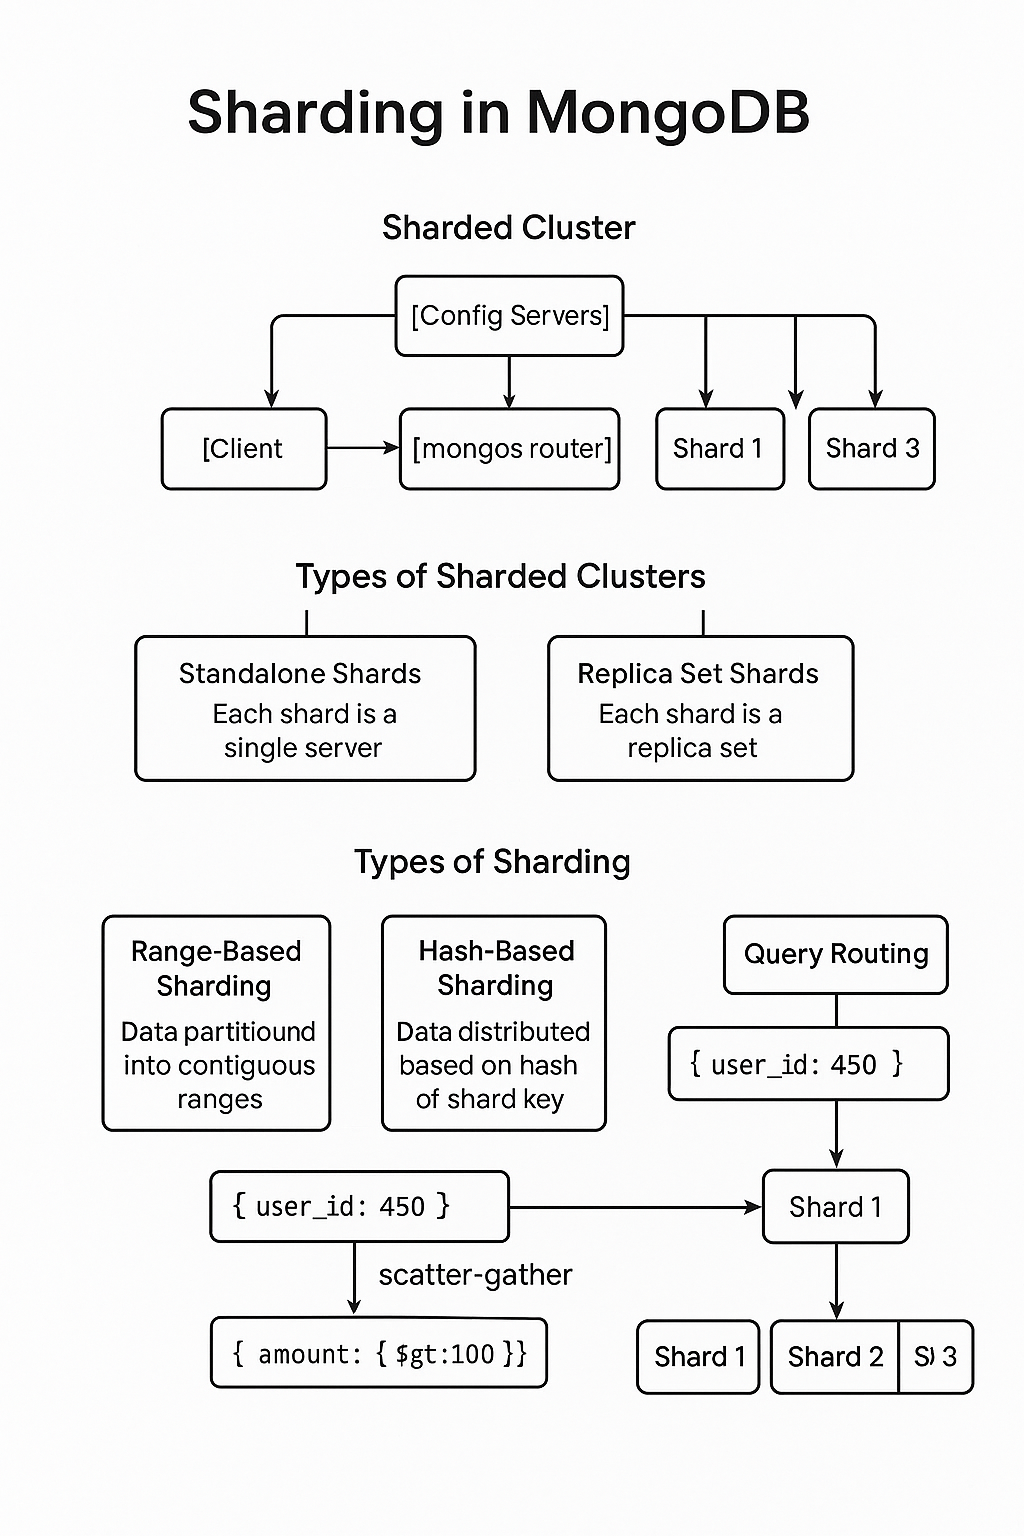 Sharding in MongoDB
Sharded Cluster
[Config Servers]
[Client
[mongos router]
Shard 1
Shard 3
Types of Sharded Clusters
Standalone Shards
Each shard is a
single server
Replica Set Shards
Each shard is a
replica set
Types of Sharding
Range-Based
Sharding
Data partitiound
into contiguous
ranges
Hash-Based
Sharding
Data distributed
based on hash
of shard key
Query Routing
{ user_id: 450 }
{ user_id: 450 }
Shard 1
scatter-gather
{ amount: { $gt:100 }}
Shard 1
Shard 2
3